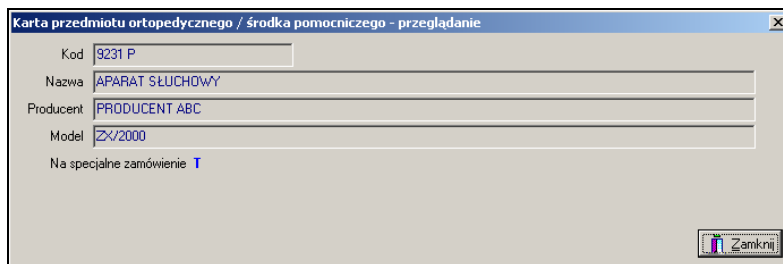 Karta przedmiotu ortopedycznego / środka pomocniczego - przeglądanie
Kod 9231 P
Nazwa APARAT SŁUCHOWY
Producent PRODUCENT ABC
Model ZX/2000
Na specjalne zamówienie T
Zamknij